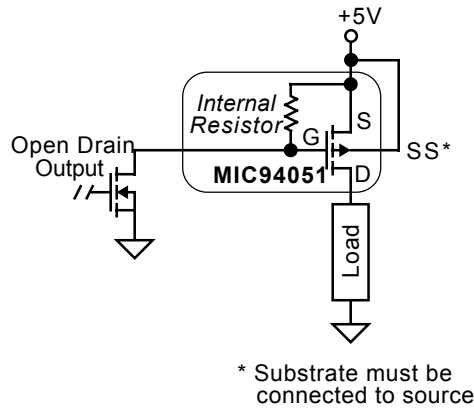 +5V
Internal
Resistor
S
G
Open Drain
Output
SS*
MIC94051
D
Load
* Substrate must be
connected to source